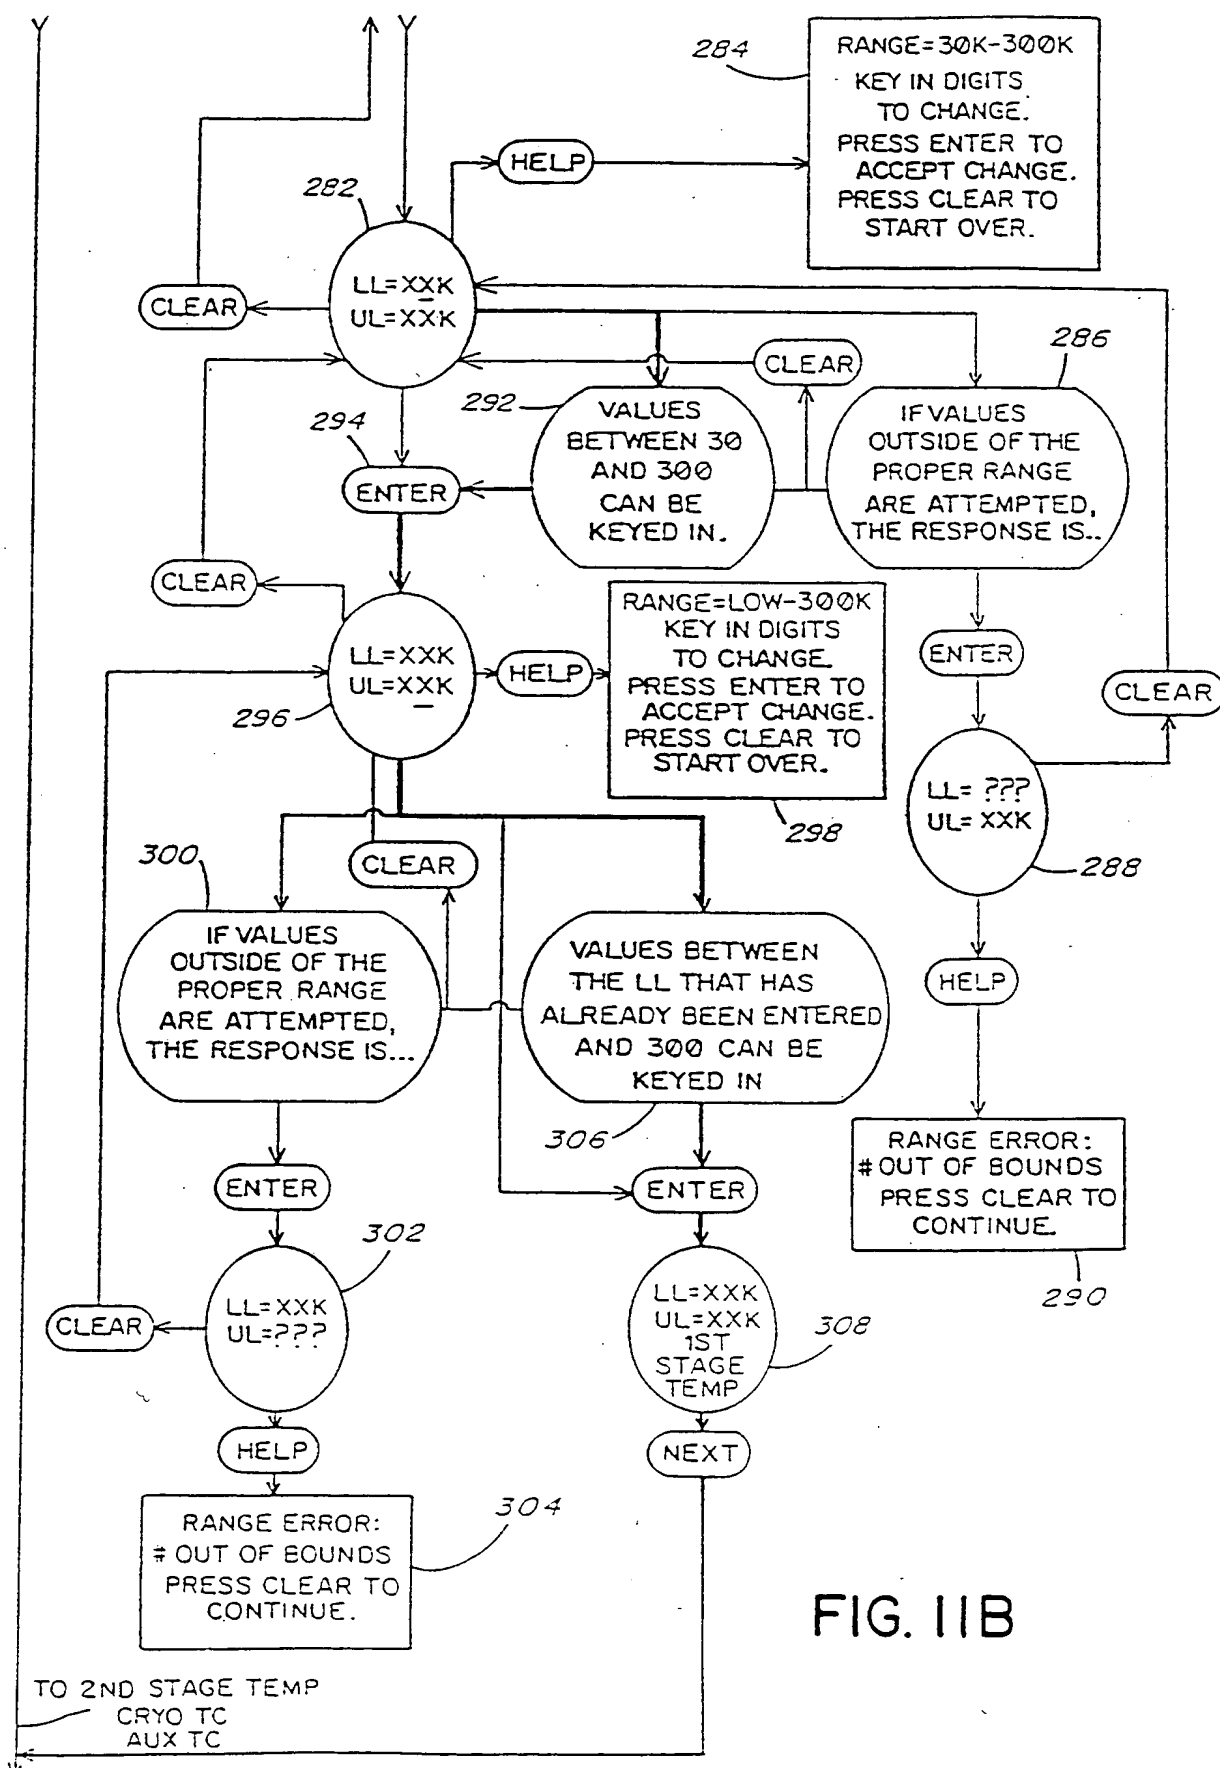 284
RANGE=30K-300K
KEY IN DIGITS
TO CHANGE.
PRESS ENTER TO
ACCEPT CHANGE.
PRESS CLEAR TO
START OVER.
HELP
282
LL=XXK
UL=XXK
CLEAR
286
CLEAR
292
VALUES
BETWEEN 30
AND 300
CAN BE
KEYED IN.
IF VALUES
OUTSIDE OF THE
PROPER RANGE
ARE ATTEMPTED,
THE RESPONSE IS..
294
ENTER
CLEAR
RANGE=LOW-300K
KEY IN DIGITS
TO CHANGE.
PRESS ENTER TO
ACCEPT CHANGE.
PRESS CLEAR TO
START OVER.
298
LL=XXK
UL=XXK
296
HELP
ENTER
CLEAR
LL= ???
UL= XXK
288
HELP
RANGE ERROR:
# OUT OF BOUNDS
PRESS CLEAR TO
CONTINUE.
290
300
CLEAR
IF VALUES
OUTSIDE OF THE
PROPER RANGE
ARE ATTEMPTED,
THE RESPONSE IS...
VALUES BETWEEN
THE LL THAT HAS
ALREADY BEEN ENTERED
AND 300 CAN BE
KEYED IN
306
ENTER
ENTER
302
LL=XXK
UL=???
CLEAR
LL=XXK
UL=XXK
1ST
STAGE
TEMP
308
HELP
NEXT
RANGE ERROR:
# OUT OF BOUNDS
PRESS CLEAR TO
CONTINUE.
304
FIG. 11B
TO 2ND STAGE TEMP
CRYO TC
AUX TC